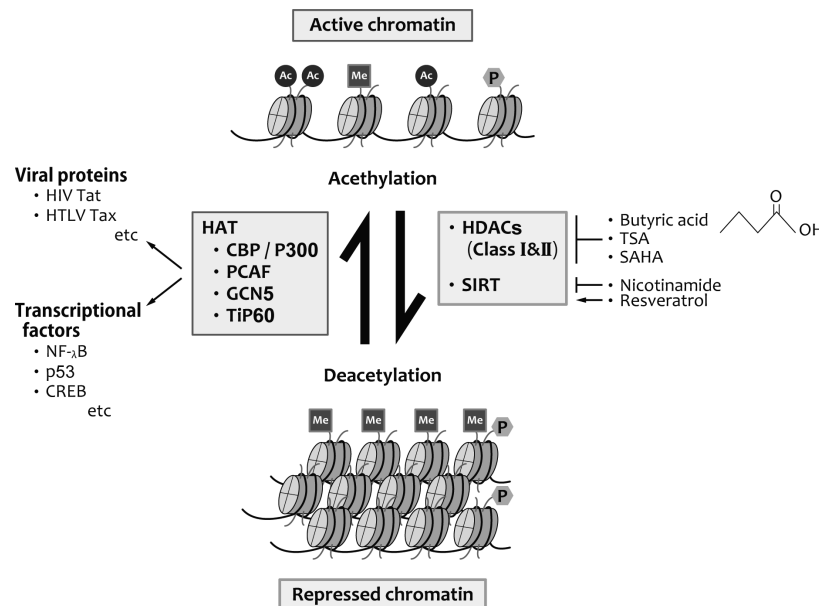 Active chromatin
Ac
Ac
Me
Ac
P
Acethylation
Viral proteins
• HIV Tat
• HTLV Tax
etc
Transcriptional
factors
• NF-λB
• p53
• CREB
etc
HAT
• CBP / P300
• PCAF
• GCN5
• TiP60
• HDACs
(Class I&II)
• SIRT
• Butyric acid
• TSA
• SAHA
• Nicotinamide
• Resveratrol
O
OH
Deacetylation
Me
Me
Me
Me
P
P
Repressed chromatin